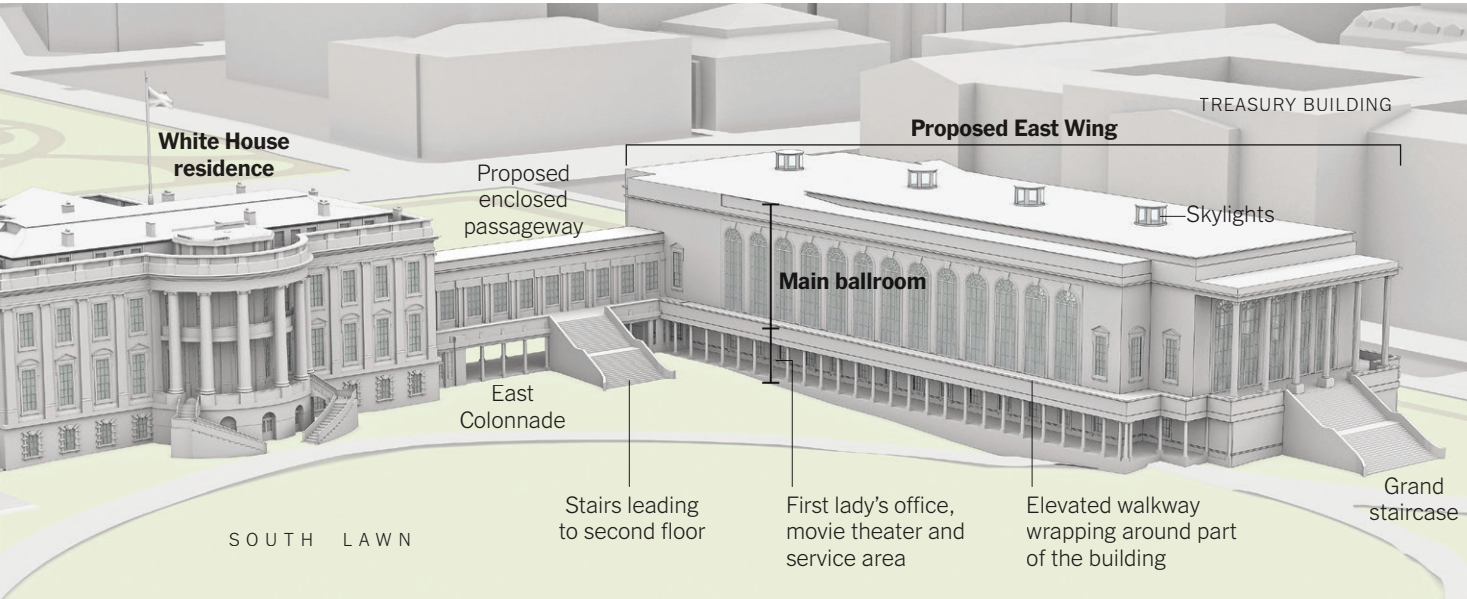 TREASURY BUILDING
Proposed East Wing
White House
residence
Proposed
enclosed
passageway
Skylights
Main ballroom
East
Colonnade
Stairs leading
to second floor
First lady’s office,
movie theater and
service area
Elevated walkway
wrapping around part
of the building
Grand
staircase
SOUTH LAWN